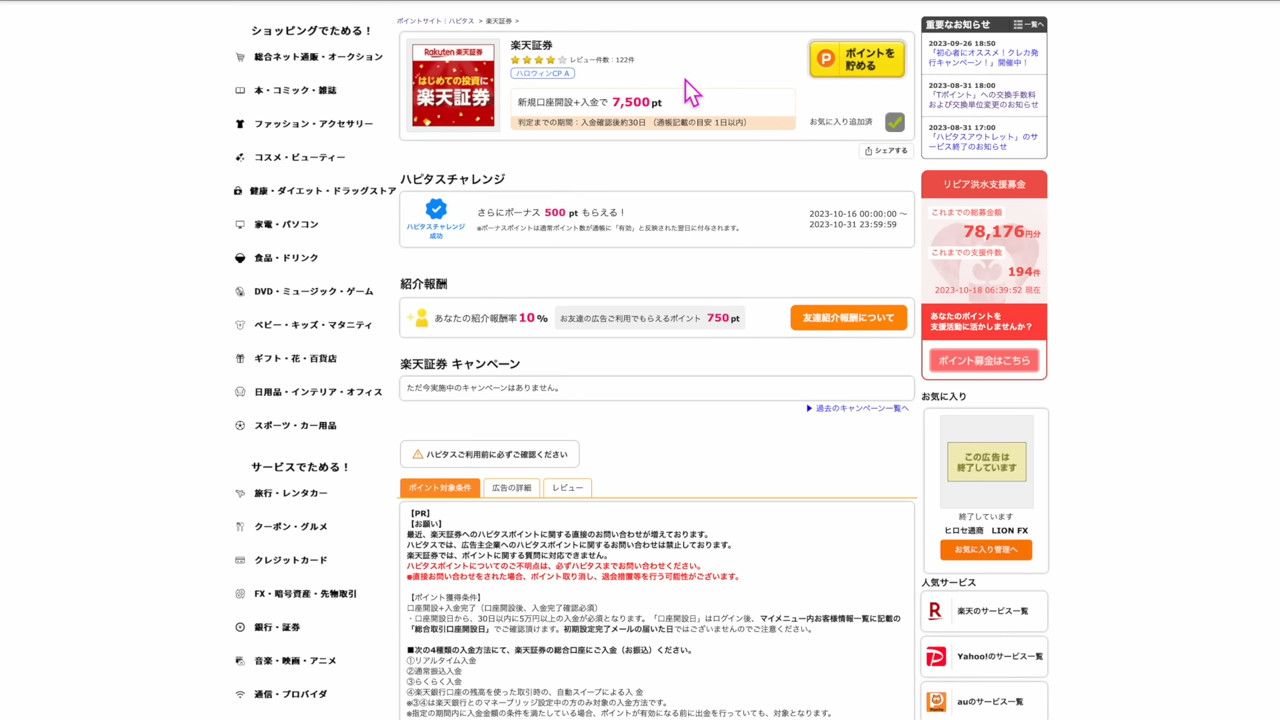 ショッピングでためる！
総合ネット通販・オークション
本・コミック・雑誌
ファッション・アクセサリー
コスメ・ビューティー
健康・ダイエット・ドラッグストア
家電・パソコン
食品・ドリンク
DVD・ミュージック・ゲーム
ベビー・キッズ・マタニティ
ギフト・花・百貨店
日用品・インテリア・オフィス
スポーツ・カー用品
サービスでためる！
旅行・レンタカー
クーポン・グルメ
クレジットカード
FX・暗号資産・先物取引
銀行・証券
音楽・映画・アニメ
通信・プロバイダ
ポイントサイト｜ハピタス > 楽天証券 >
Rakuten 楽天証券
はじめての投資に
楽天証券
楽天証券
レビュー件数：122件
ハロウィンCP A
新規口座開設+入金で 7,500 pt
判定までの期間：入金確認後約30日 （通帳記載の目安 1日以内）
ポイントを
貯める
お気に入り追加済
シェアする
ハピタスチャレンジ
ハピタスチャレンジ
成功
さらにボーナス 500 pt もらえる！
※ボーナスポイントは通常ポイント数が通帳に「有効」と反映された翌日に付与されます。
2023-10-16 00:00:00 ～
2023-10-31 23:59:59
紹介報酬
あなたの紹介報酬率 10 %
お友達の広告ご利用でもらえるポイント 750 pt
友達紹介報酬について
楽天証券 キャンペーン
ただ今実施中のキャンペーンはありません。
▶ 過去のキャンペーン一覧へ
ハピタスご利用前に必ずご確認ください
ポイント対象条件
広告の詳細
レビュー
【PR】
【お願い】
最近、楽天証券へのハピタスポイントに関する直接のお問い合わせが増えております。
ハピタスでは、広告主企業へのハピタスポイントに関するお問い合わせは禁止しております。
楽天証券では、ポイントに関する質問に対応できません。
ハピタスポイントについてのご不明点は、必ずハピタスまでお問い合わせください。
※直接お問い合わせをされた場合、ポイント取り消し、退会措置等を行う可能性がございます。
【ポイント獲得条件】
口座開設+入金完了（口座開設後、入金完了確認必須）
・口座開設日から、30日以内に5万円以上の入金が必須となります。「口座開設日」はログイン後、マイメニュー内お客様情報一覧に記載の
「総合取引口座開設日」でご確認頂けます。初期設定完了メールの届いた日ではございませんのでご注意ください。
■次の4種類の入金方法にて、楽天証券の総合口座にご入金（お振込）ください。
①リアルタイム入金
②通常振込入金
③らくらく入金
④楽天銀行口座の残高を使った取引時の、自動スイープによる入 金
※③④は楽天銀行とのマネーブリッジ設定中の方のみ対象の入金方法です。
※指定の期間内に入金金額の条件を満たしている場合、ポイントが有効になる前に出金を行っていても、対象となります。
重要なお知らせ
一覧へ
2023-09-26 18:50
「初心者にオススメ！クレカ発
行キャンペーン！」開催中！
2023-08-31 18:00
「Tポイント」への交換手数料
および交換単位変更のお知らせ
2023-08-31 17:00
「ハピタスアウトレット」のサ
ービス終了のお知らせ
リビア洪水支援募金
これまでの総募金額
78,176円分
これまでの支援件数
194件
2023-10-18 06:39:52 現在
あなたのポイントを
支援活動に活かしませんか？
ポイント募金はこちら
お気に入り
この広告は
終了しています
終了しています
ヒロセ通商 LION FX
お気に入り管理へ
人気サービス
楽天のサービス一覧
Yahoo!のサービス一覧
auのサービス一覧